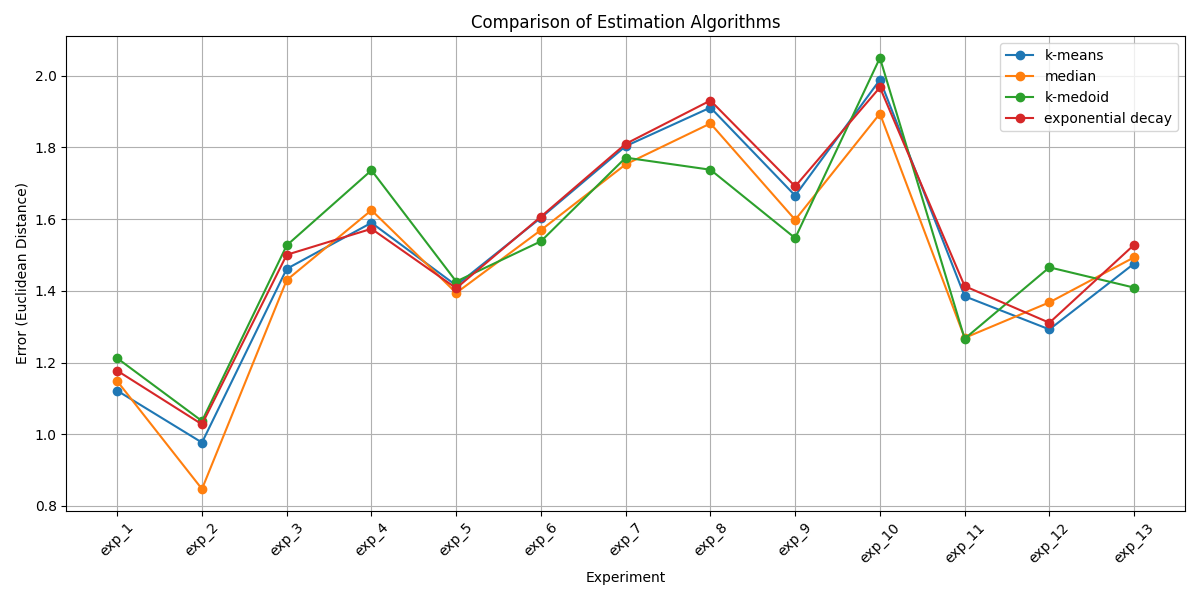 Comparison of Estimation Algorithms
k-means
median
k-medoid
exponential decay
Error (Euclidean Distance)
2.0
1.8
1.6
1.4
1.2
1.0
0.8
exp_1
exp_2
exp_3
exp_4
exp_5
exp_6
exp_7
exp_8
exp_9
exp_10
exp_11
exp_12
exp_13
Experiment